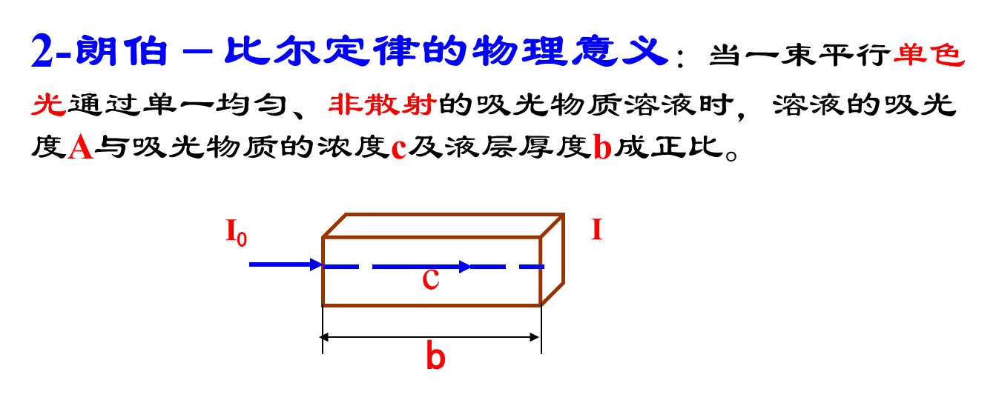 2-朗伯－比尔定律的物理意义：当一束平行单色
光通过单一均匀、非散射的吸光物质溶液时，溶液的吸光
度A与吸光物质的浓度c及液层厚度b成正比。
I₀
I
c
b